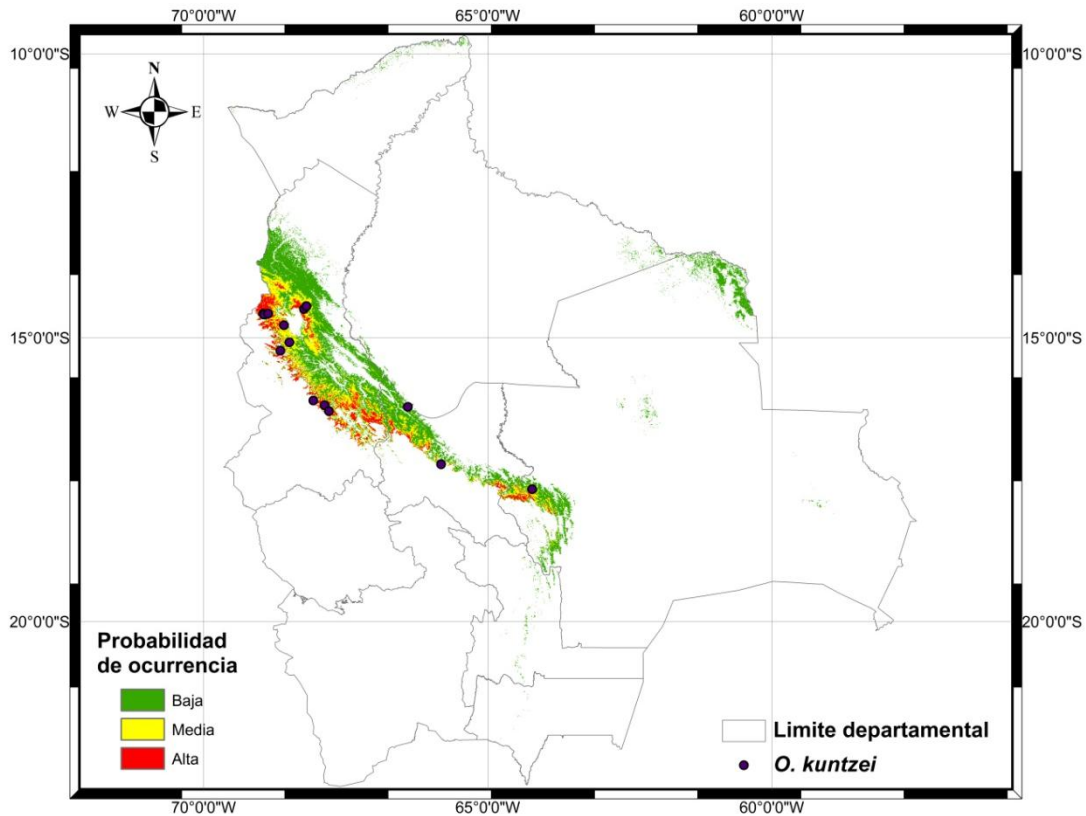 70°0'0"W 65°0'0"W 60°0'0"W
10°0'0"S 10°0'0"S
N
W E
S
15°0'0"S 15°0'0"S
20°0'0"S 20°0'0"S
Probabilidad
de ocurrencia
Baja
Media
Alta
Limite departamental
O. kuntzei
70°0'0"W 65°0'0"W 60°0'0"W